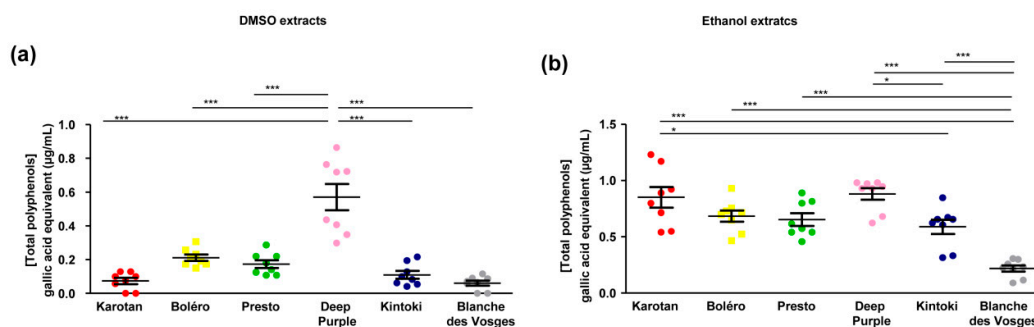 DMSO extracts
(a)
***
***
*** ***
*** ***
[Total polyphenols]
gallic acid equivalent (µg/mL)
1.0
0.8
0.6
0.4
0.2
0.0
Karotan Boléro Presto Deep Kintoki Blanche
Purple des Vosges
Ethanol extratcs
(b)
***
***
*
***
***
***
*
[Total polyphenols]
gallic acid equivalent (µg/mL)
1.5
1.0
0.5
0.0
Karotan Boléro Presto Deep Kintoki Blanche
Purple des Vosges